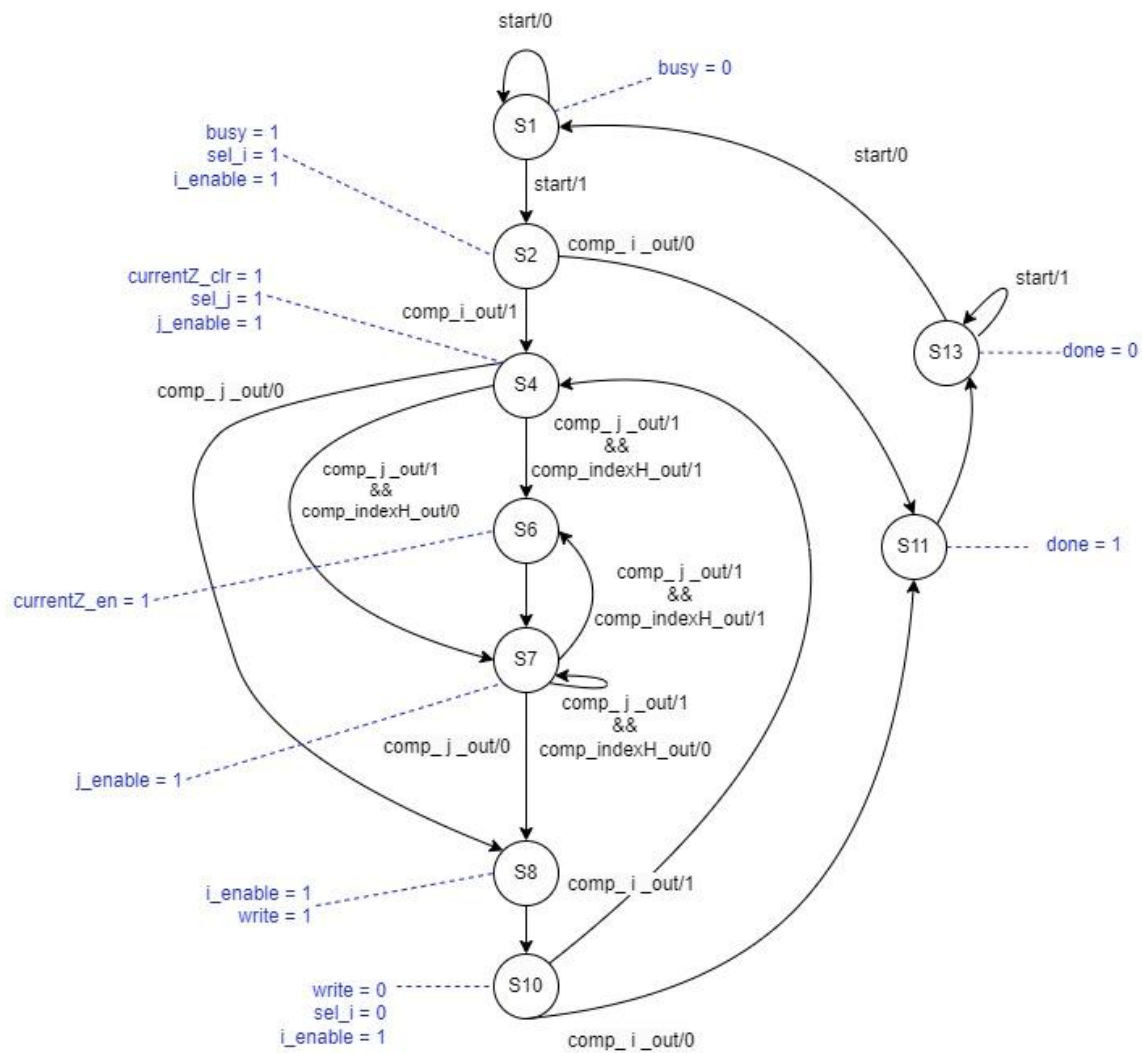 start/0
busy = 0
S1
busy = 1
sel_i = 1
i_enable = 1
start/0
start/1
S2
comp_ i _out/0
currentZ_clr = 1
sel_j = 1
j_enable = 1
start/1
comp_i_out/1
S13
done = 0
S4
comp_ j _out/0
comp_ j _out/1
&&
comp_indexH_out/1
comp_ j _out/1
&&
comp_indexH_out/0
S6
S11
done = 1
comp_ j _out/1
&&
comp_indexH_out/1
currentZ_en = 1
S7
comp_ j _out/1
&&
comp_indexH_out/0
comp_ j _out/0
j_enable = 1
S8
comp_ i _out/1
i_enable = 1
write = 1
S10
write = 0
sel_i = 0
i_enable = 1
comp_ i _out/0